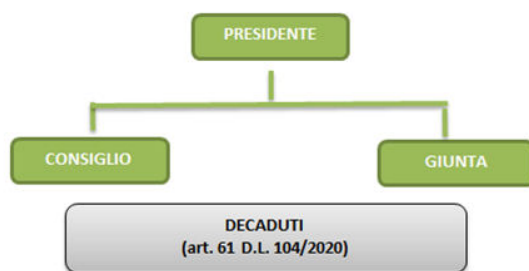 PRESIDENTE
CONSIGLIO
GIUNTA
DECADUTI
(art. 61 D.L. 104/2020)